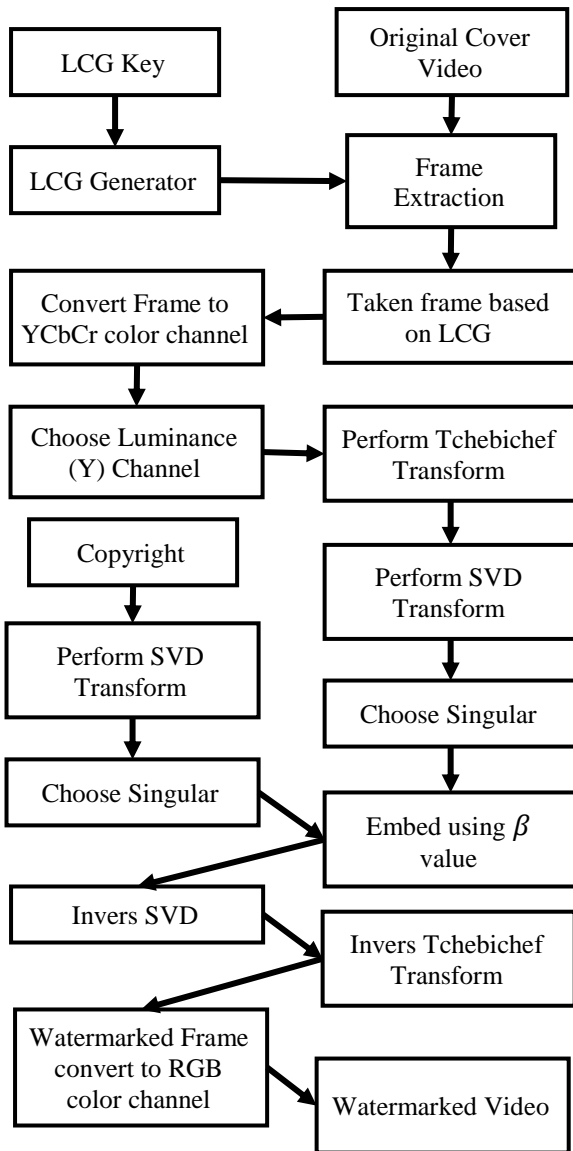 LCG Key
Original Cover
Video
LCG Generator
Frame
Extraction
Convert Frame to
YCbCr color channel
Taken frame based
on LCG
Choose Luminance
(Y) Channel
Perform Tchebichef
Transform
Copyright
Perform SVD
Transform
Perform SVD
Transform
Choose Singular
Choose Singular
Embed using β
value
Invers SVD
Invers Tchebichef
Transform
Watermarked Frame
convert to RGB
color channel
Watermarked Video